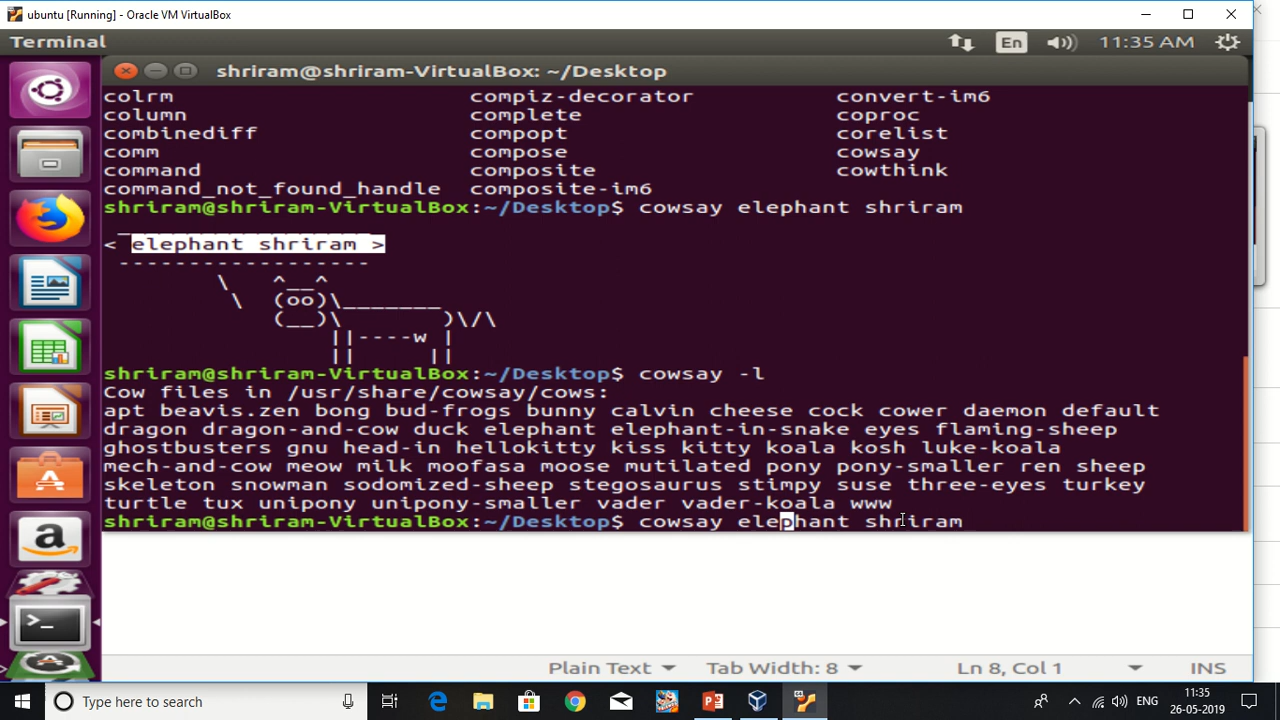 ubuntu [Running] - Oracle VM VirtualBox
Terminal
En
11:35 AM
shriram@shriram-VirtualBox: ~/Desktop
colrm compiz-decorator convert-im6
column complete coproc
combinediff compopt corelist
comm compose cowsay
command composite cowthink
command_not_found_handle composite-im6
shriram@shriram-VirtualBox:~/Desktop$ cowsay elephant shriram
 __________________
< elephant shriram >
 ------------------
        \   ^__^
         \  (oo)\_______
            (__)\       )\/\
                ||----w |
                ||     ||
shriram@shriram-VirtualBox:~/Desktop$ cowsay -l
Cow files in /usr/share/cowsay/cows:
apt beavis.zen bong bud-frogs bunny calvin cheese cock cower daemon default
dragon dragon-and-cow duck elephant elephant-in-snake eyes flaming-sheep
ghostbusters gnu head-in hellokitty kiss kitty koala kosh luke-koala
mech-and-cow meow milk moofasa moose mutilated pony pony-smaller ren sheep
skeleton snowman sodomized-sheep stegosaurus stimpy suse three-eyes turkey
turtle tux unipony unipony-smaller vader vader-koala www
shriram@shriram-VirtualBox:~/Desktop$ cowsay elephant shriram
Plain Text Tab Width: 8 Ln 8, Col 1 INS
Type here to search
ENG
11:35
26-05-2019